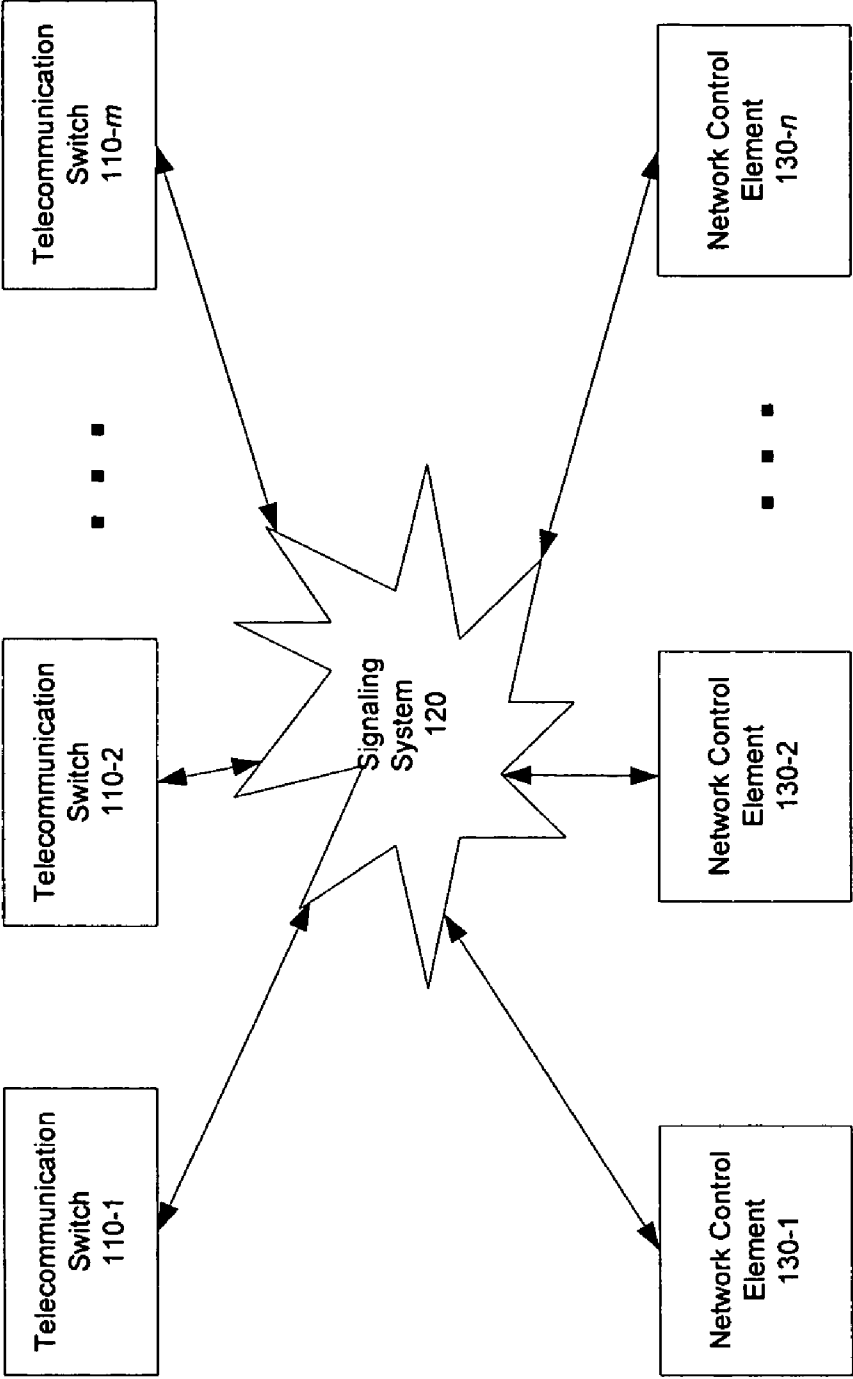 Telecommunication
Switch
110-1
Telecommunication
Switch
110-2
Telecommunication
Switch
110-m
Signaling
System
120
Network Control
Element
130-1
Network Control
Element
130-2
Network Control
Element
130-n